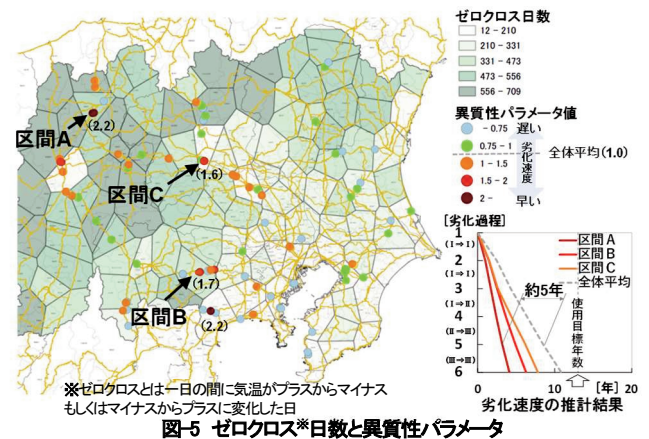 ゼロクロス日数
12 - 210
210 - 331
331 - 473
473 - 556
556 - 709
異質性パラメータ値
- 0.75 遅い
0.75 - 1
全体平均(1.0)
1 - 1.5
1.5 - 2
2 - 早い
劣化速度
区間A
(2.2)
区間C
(1.6)
(1.7)
区間B
(2.2)
[劣化過程]
1
(Ⅰ⇒Ⅰ)
2
(Ⅰ⇒Ⅰ)
3
(Ⅰ⇒Ⅱ)
4
(Ⅱ⇒Ⅲ)
5
(Ⅲ⇒Ⅲ)
6
区間A
区間B
区間C
全体平均
約5年
使用目標年数
0 10 [年] 20
劣化速度の推計結果
※ゼロクロスとは一日の間に気温がプラスからマイナス
もしくはマイナスからプラスに変化した日
図-5 ゼロクロス※日数と異質性パラメータ